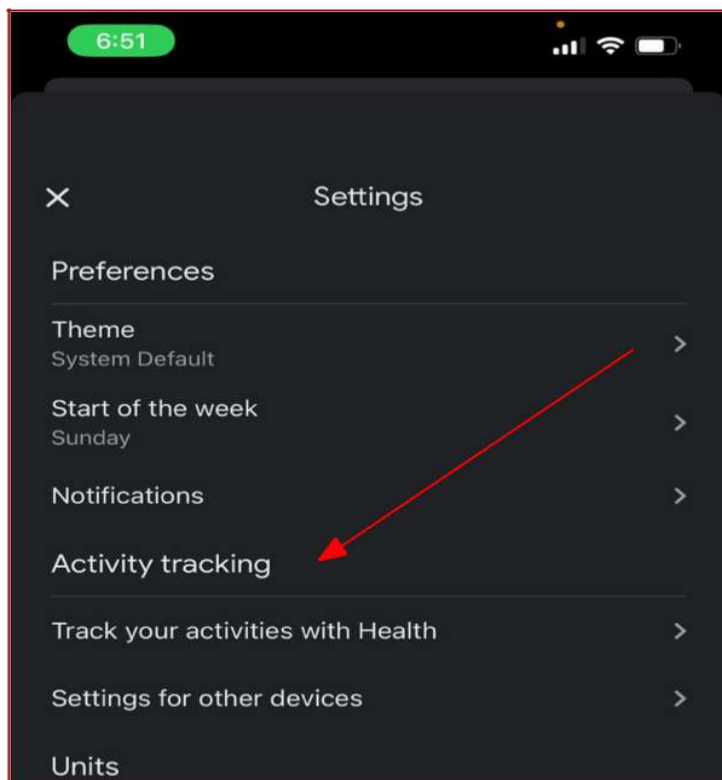 6:51
Settings
Preferences
Theme
System Default
Start of the week
Sunday
Notifications
Activity tracking
Track your activities with Health
Settings for other devices
Units